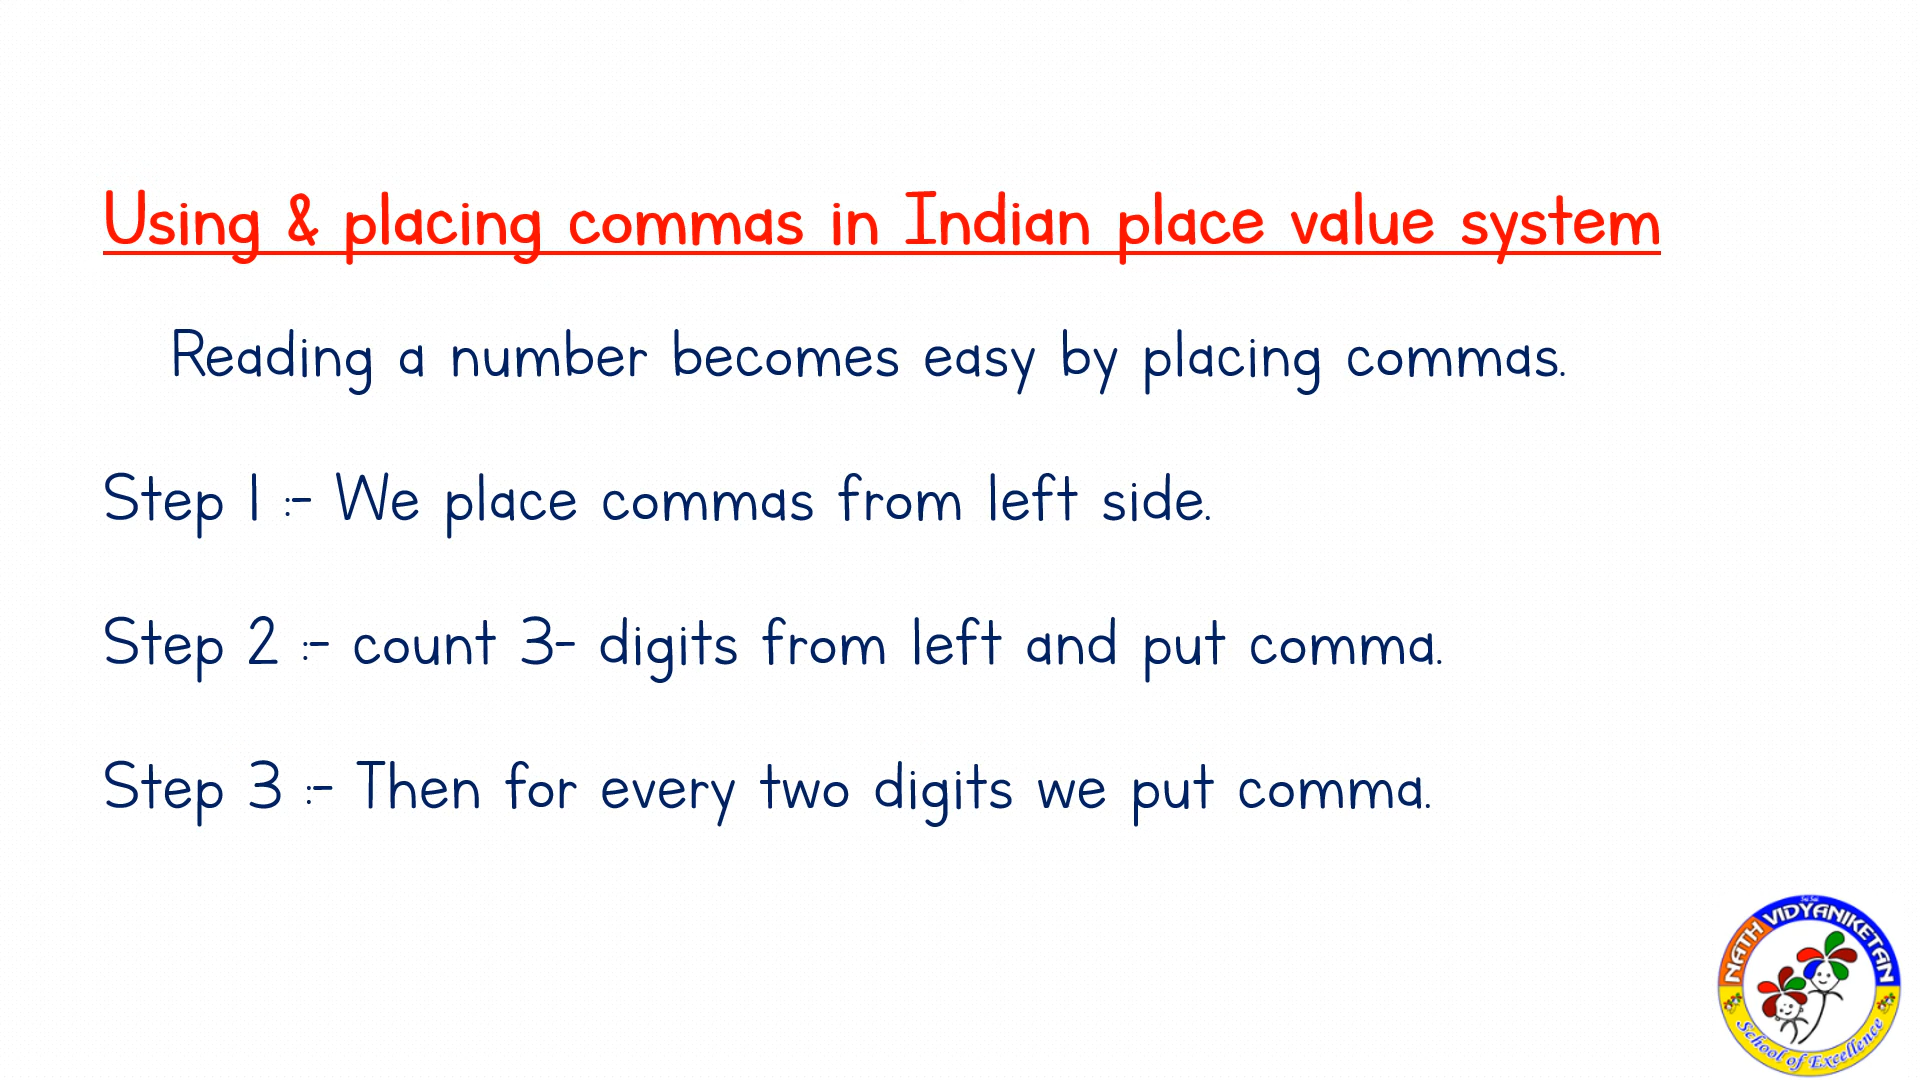 Using & placing commas in Indian place value system
Reading a number becomes easy by placing commas.
Step 1 :- We place commas from left side.
Step 2 :- count 3- digits from left and put comma.
Step 3 :- Then for every two digits we put comma.
NATH VIDYANIKETAN
School of Excellence